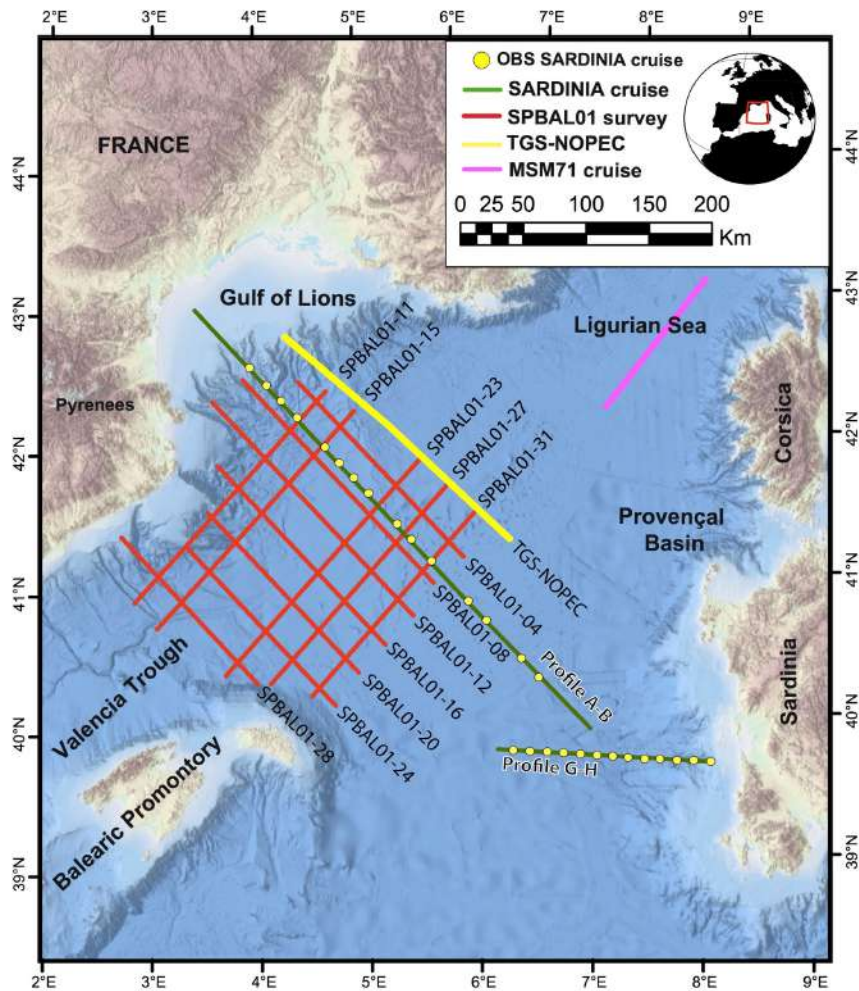 2°E
3°E
4°E
5°E
6°E
7°E
8°E
9°E
OBS SARDINIA cruise
SARDINIA cruise
SPBAL01 survey
TGS-NOPEC
MSM71 cruise
0 25 50 100 150 200
Km
FRANCE
44°N
44°N
Gulf of Lions
SPBAL01-11
SPBAL01-15
Ligurian Sea
43°N
43°N
Pyrenees
SPBAL01-23
SPBAL01-27
SPBAL01-31
Corsica
42°N
42°N
Provençal
Basin
TGS-NOPEC
SPBAL01-04
SPBAL01-08
SPBAL01-12
SPBAL01-16
SPBAL01-20
SPBAL01-24
SPBAL01-28
41°N
41°N
Valencia Trough
Profile A-B
Sardinia
40°N
40°N
Profile G-H
Balearic Promontory
39°N
39°N
2°E
3°E
4°E
5°E
6°E
7°E
8°E
9°E